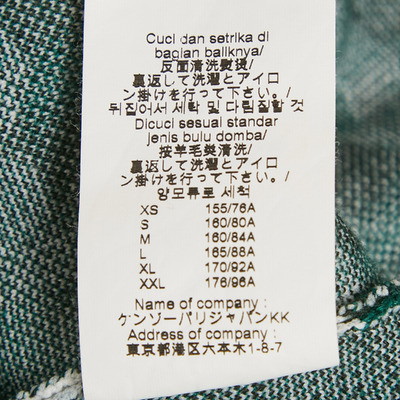 Cuci dan setrika di
bagian baliknya/
反面清洗熨烫/
裏返して洗濯とアイロ
ン掛けを行って下さい。/
뒤집어서 세탁 및 다림질할 것
Dicuci sesuai standar
jenis bulu domba/
按羊毛类清洗/
裏返して洗濯とアイロ
ン掛けを行って下さい。/
양모류로 세척
XS 155/76A
S 160/80A
M 160/84A
L 165/88A
XL 170/92A
XXL 176/96A
Name of company :
ケンゾーパリジャパンKK
Address of company :
東京都港区六本木1-8-7